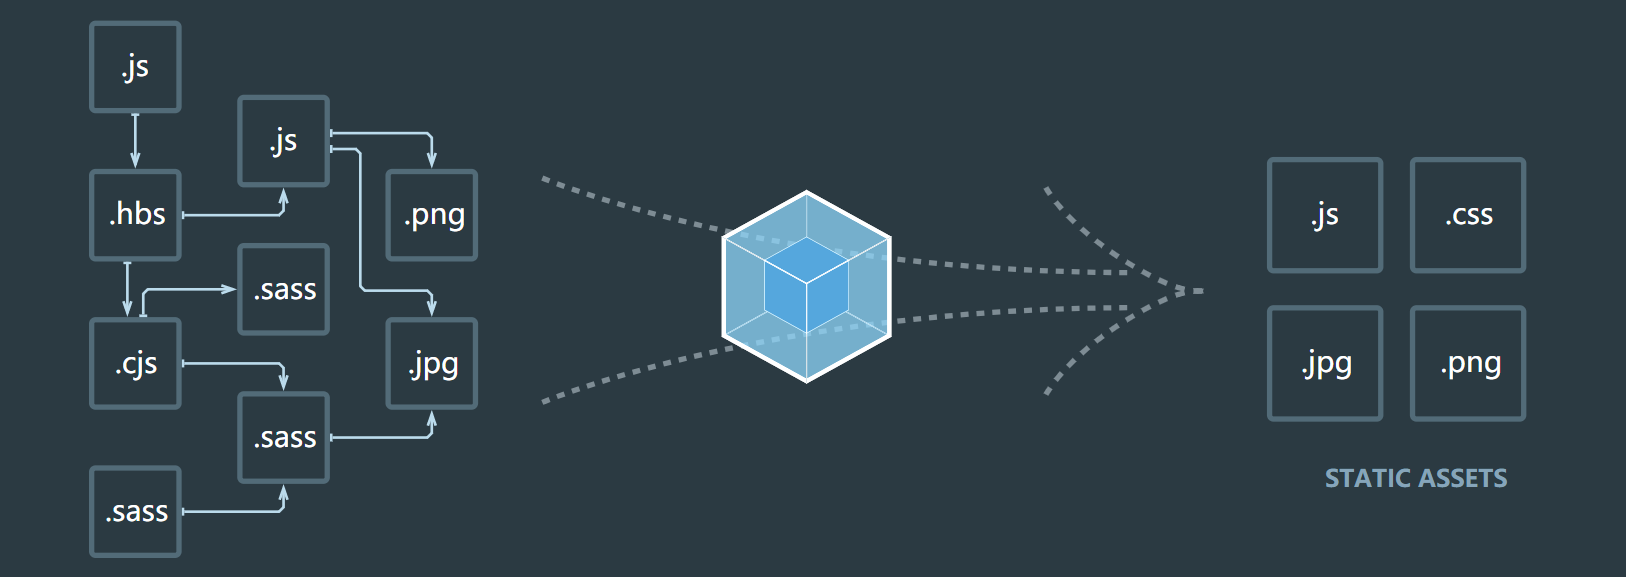 .js
.js
.hbs
.png
.sass
.cjs
.jpg
.sass
.sass
.js
.css
.jpg
.png
STATIC ASSETS